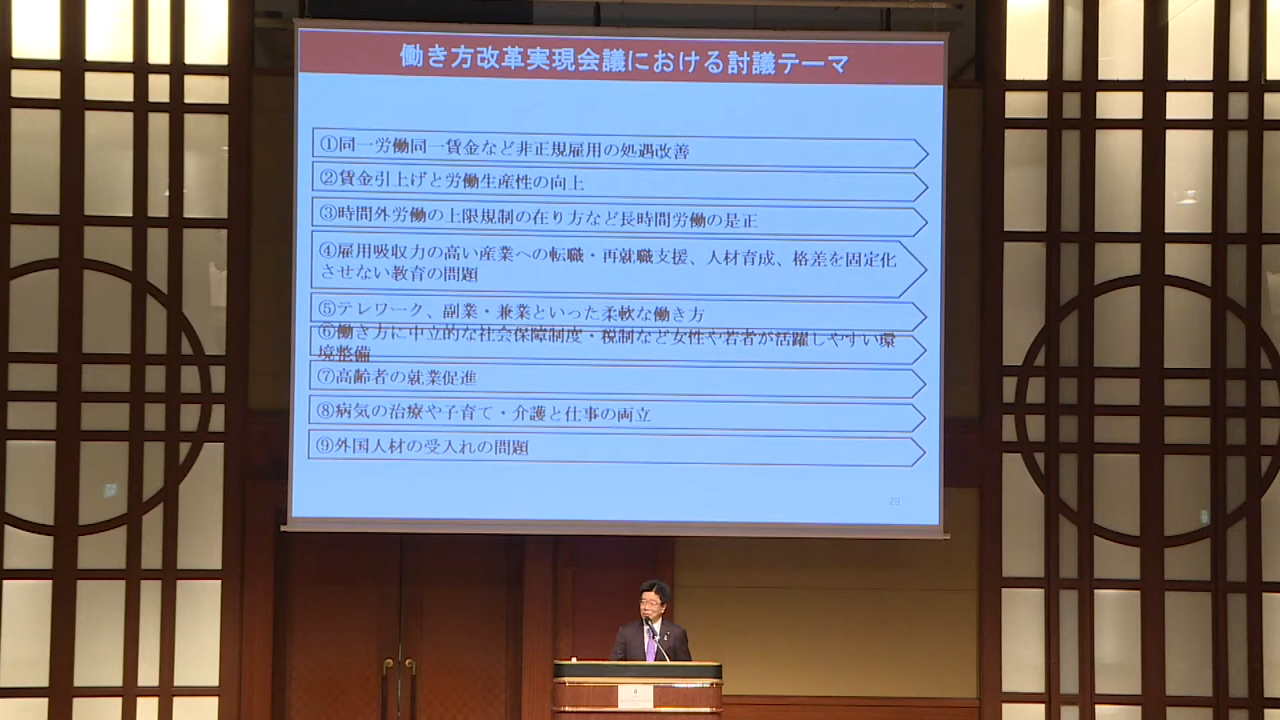 働き方改革実現会議における討議テーマ
①同一労働同一賃金など非正規雇用の処遇改善
②賃金引上げと労働生産性の向上
③時間外労働の上限規制の在り方など長時間労働の是正
④雇用吸収力の高い産業への転職・再就職支援、人材育成、格差を固定化
させない教育の問題
⑤テレワーク、副業・兼業といった柔軟な働き方
⑥働き方に中立的な社会保障制度・税制など女性や若者が活躍しやすい環
境整備
⑦高齢者の就業促進
⑧病気の治療や子育て・介護と仕事の両立
⑨外国人材の受入れの問題
29